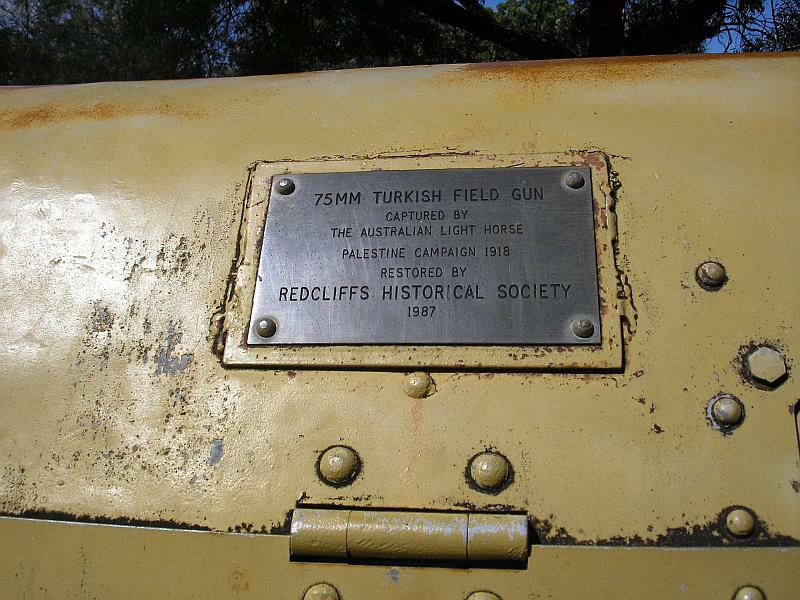 75MM TURKISH FIELD GUN
CAPTURED BY
THE AUSTRALIAN LIGHT HORSE
PALESTINE CAMPAIGN 1918
RESTORED BY
REDCLIFFS HISTORICAL SOCIETY
1987